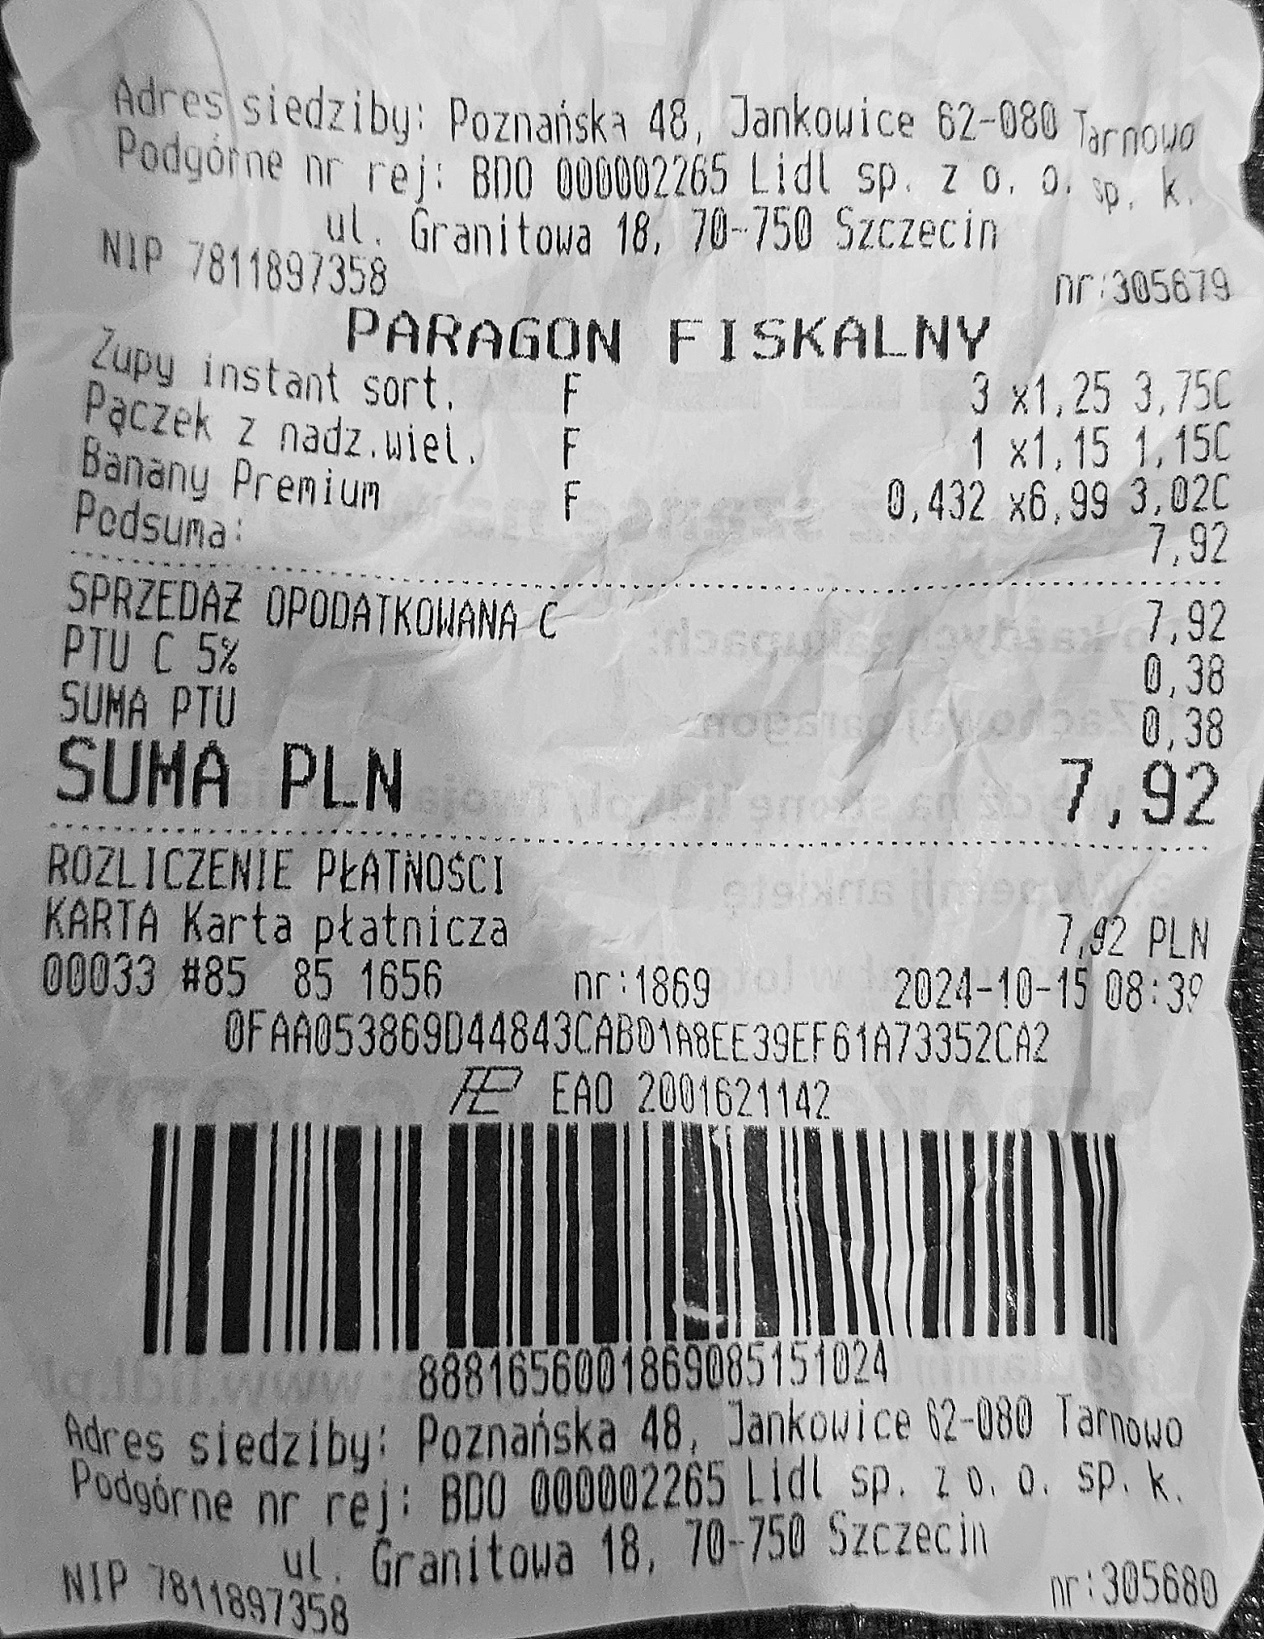 Adres siedziby: Poznańska 48, Jankowice 62-080 Tarnowo
Podgórne nr rej: BDO 000002265 Lidl sp. z o. o. sp. k.
ul. Granitowa 18, 70-750 Szczecin
NIP 7811897358 nr:305679
PARAGON FISKALNY
Zupy instant sort. F 3 x1,25 3,75C
Pączek z nadz.wiel. F 1 x1,15 1,15C
Banany Premium F 0,432 x6,99 3,02C
Podsuma: 7,92
SPRZEDAŻ OPODATKOWANA C 7,92
PTU C 5% 0,38
SUMA PTU 0,38
SUMA PLN 7,92
ROZLICZENIE PŁATNOŚCI
KARTA Karta płatnicza 7,92 PLN
00033 #85 85 1656 nr:1869 2024-10-15 08:39
0FAA053869D44843CABD1A8EE39EF61A73352CA2
EAO 2001621142
8881656001869085151024
Adres siedziby: Poznańska 48, Jankowice 62-080 Tarnowo
Podgórne nr rej: BDO 000002265 Lidl sp. z o. o. sp. k.
ul. Granitowa 18, 70-750 Szczecin
NIP 7811897358 nr:305680